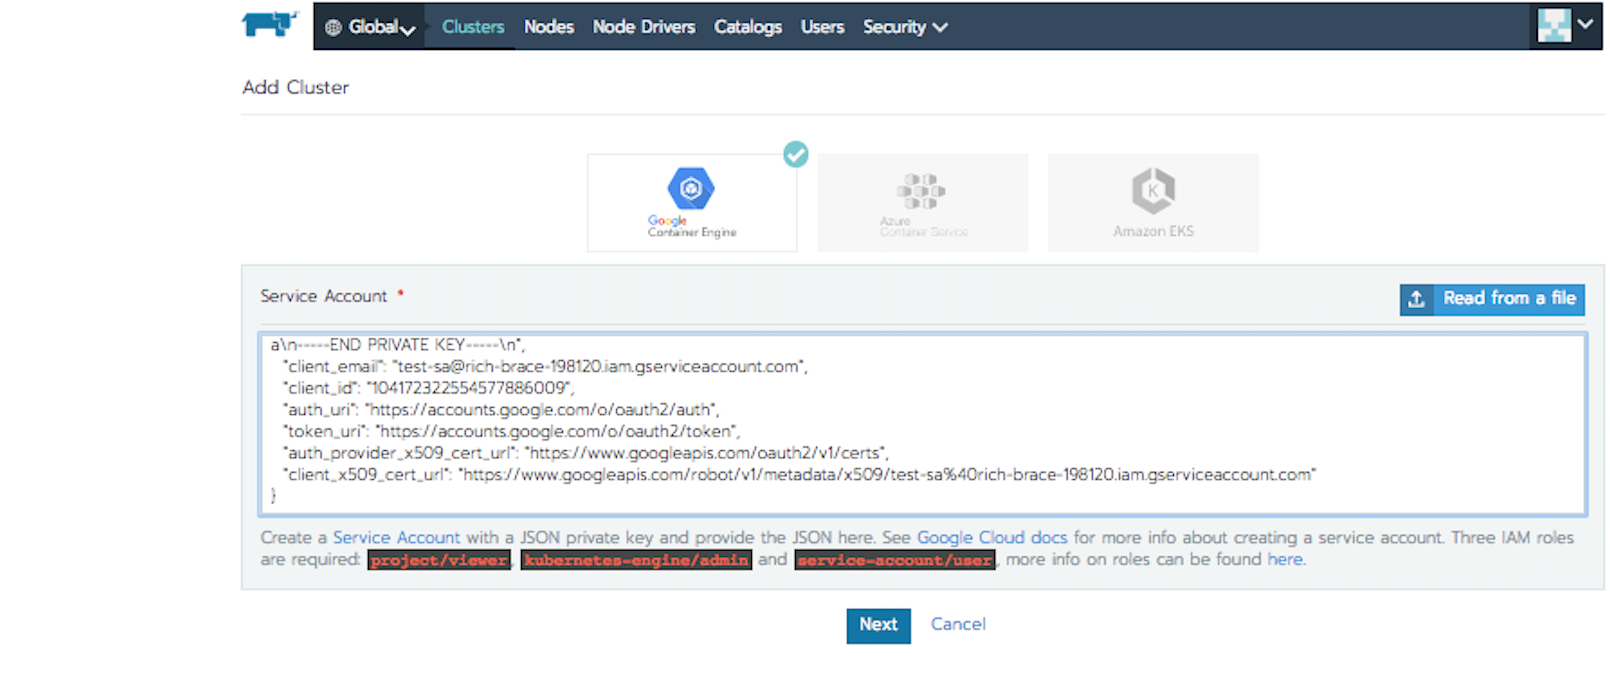 Global Clusters Nodes Node Drivers Catalogs Users Security
Add Cluster
Google
Container Engine
Azure
Container Service
Amazon EKS
Service Account *
Read from a file
a\n-----END PRIVATE KEY-----\n",
"client_email": "test-sa@rich-brace-198120.iam.gserviceaccount.com",
"client_id": "104172322554577886009",
"auth_uri": "https://accounts.google.com/o/oauth2/auth",
"token_uri": "https://accounts.google.com/o/oauth2/token",
"auth_provider_x509_cert_url": "https://www.googleapis.com/oauth2/v1/certs",
"client_x509_cert_url": "https://www.googleapis.com/robot/v1/metadata/x509/test-sa%40rich-brace-198120.iam.gserviceaccount.com"
}
Create a Service Account with a JSON private key and provide the JSON here. See Google Cloud docs for more info about creating a service account. Three IAM roles
are required: project/viewer, kubernetes-engine/admin and service-account/user, more info on roles can be found here.
Next Cancel